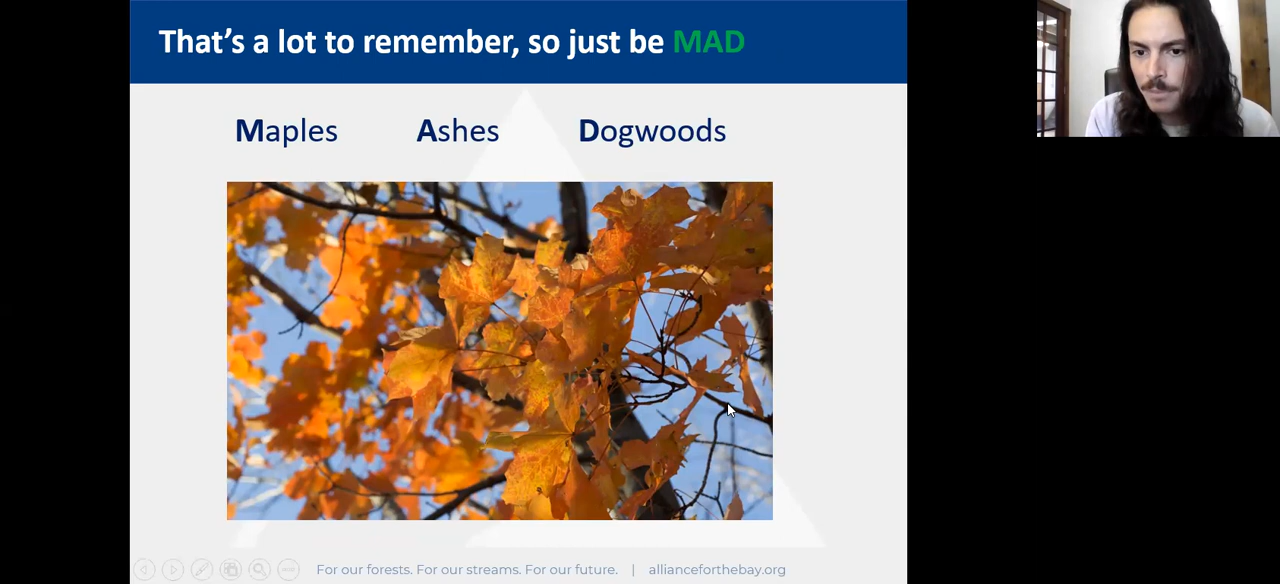 That's a lot to remember, so just be MAD
Maples Ashes Dogwoods
For our forests. For our streams. For our future. | allianceforthebay.org